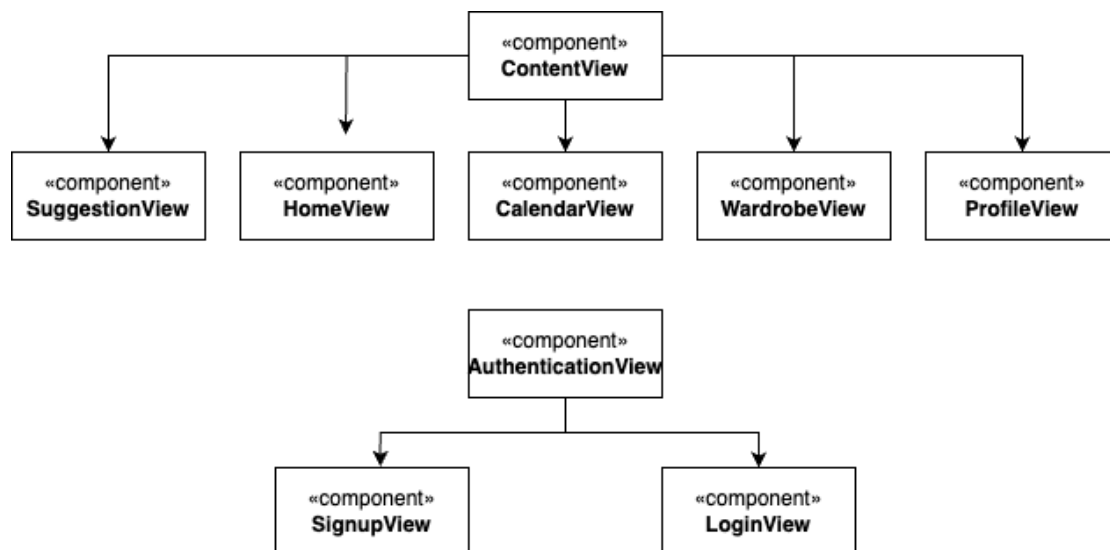 «component»
ContentView
«component»
SuggestionView
«component»
HomeView
«component»
CalendarView
«component»
WardrobeView
«component»
ProfileView
«component»
AuthenticationView
«component»
SignupView
«component»
LoginView